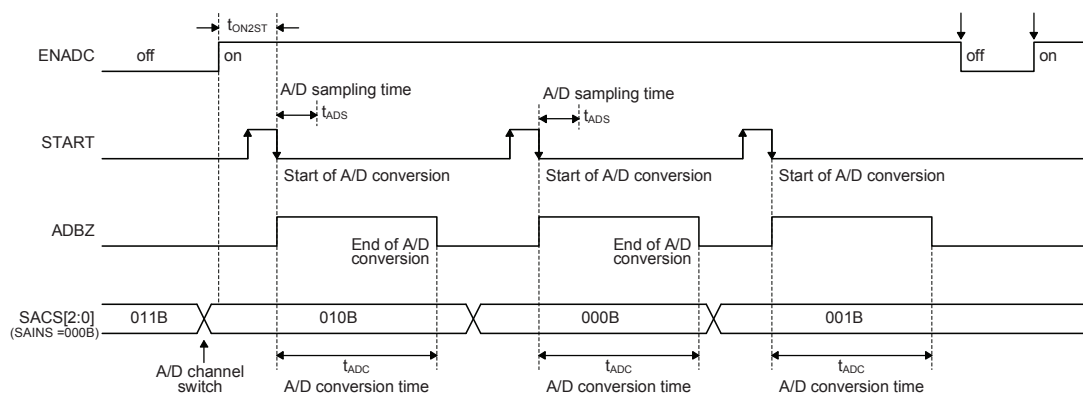 tON2ST
ENADC
off
on
off
on
A/D sampling time
tADS
A/D sampling time
tADS
START
Start of A/D conversion
Start of A/D conversion
Start of A/D conversion
ADBZ
End of A/D
conversion
End of A/D
conversion
SACS[2:0]
(SAINS =000B)
011B
010B
000B
001B
A/D channel
switch
tADC
A/D conversion time
tADC
A/D conversion time
tADC
A/D conversion time